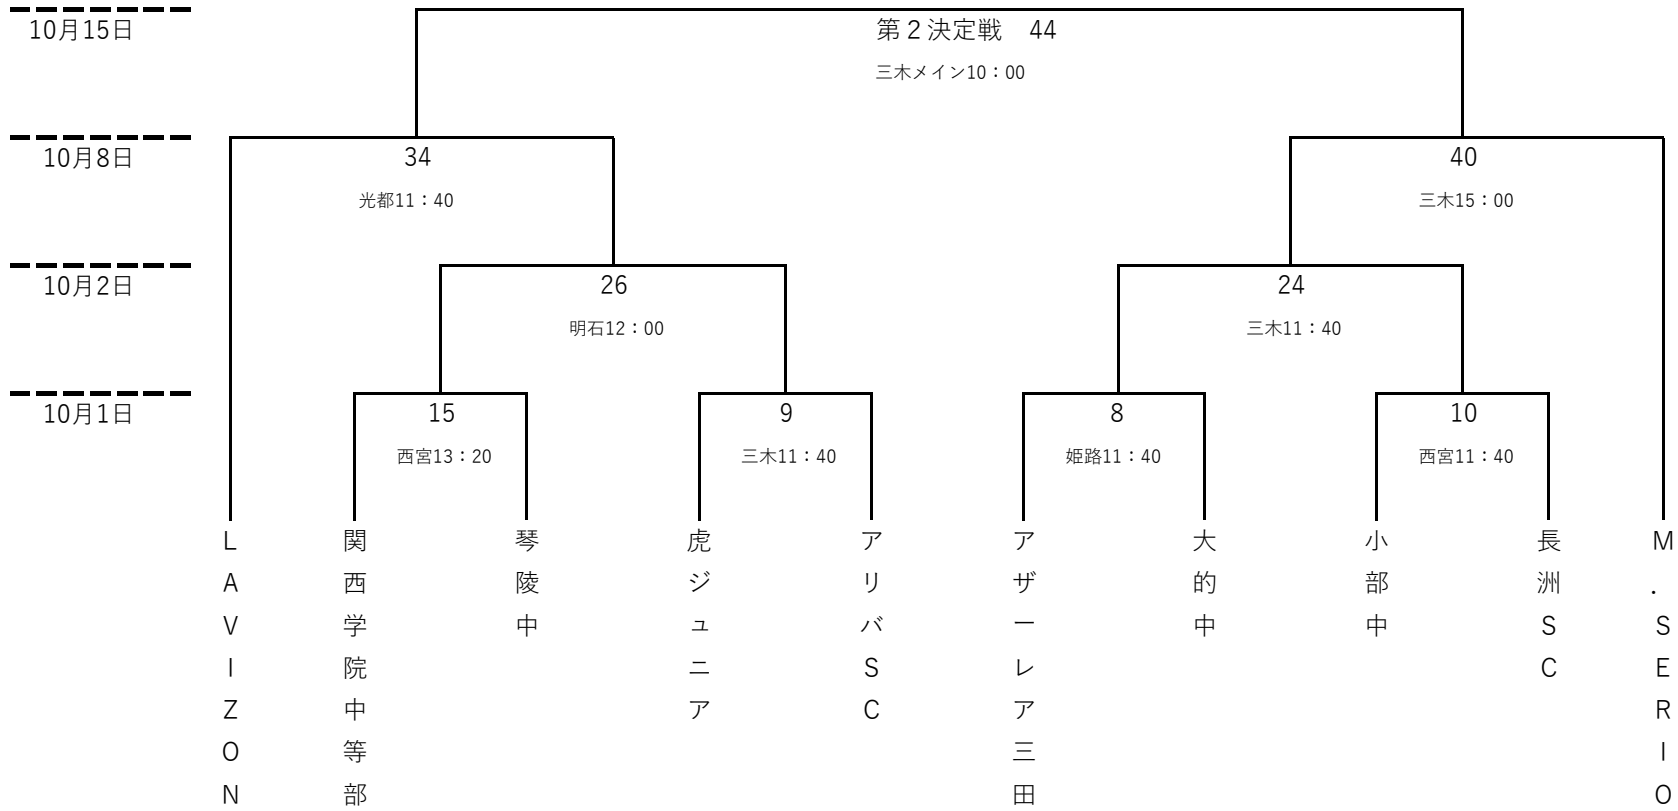 10月15日
第２決定戦　44
三木メイン10：00
10月8日
34
40
光都11：40
三木15：00
10月2日
26
24
明石12：00
三木11：40
10月1日
15
9
8
10
西宮13：20
三木11：40
姫路11：40
西宮11：40
LAVIZON
関西学院中等部
琴陵中
虎ジュニア
アリバSC
アザーレア三田
大的中
小部中
長洲SC
M.SERIO